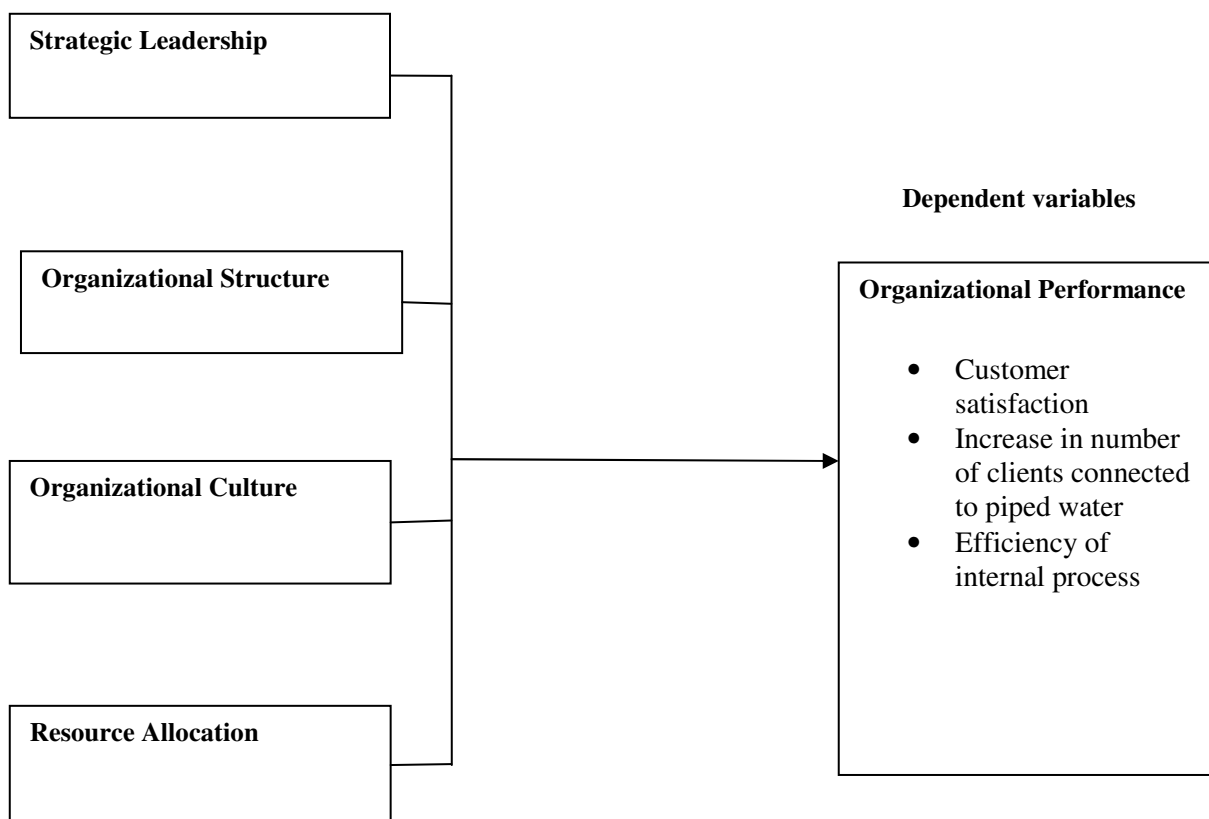 Strategic Leadership
Organizational Structure
Organizational Culture
Resource Allocation
Dependent variables
Organizational Performance
• Customer
satisfaction
• Increase in number
of clients connected
to piped water
• Efficiency of
internal process